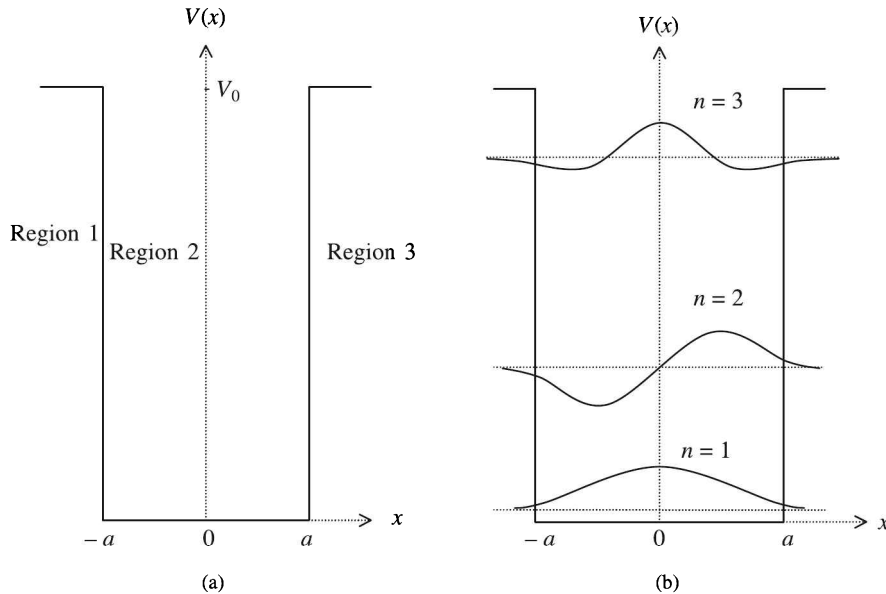 V(x)
V₀
Region 1
Region 2
Region 3
x
– a
0
a
(a)
V(x)
n = 3
n = 2
n = 1
x
– a
0
a
(b)